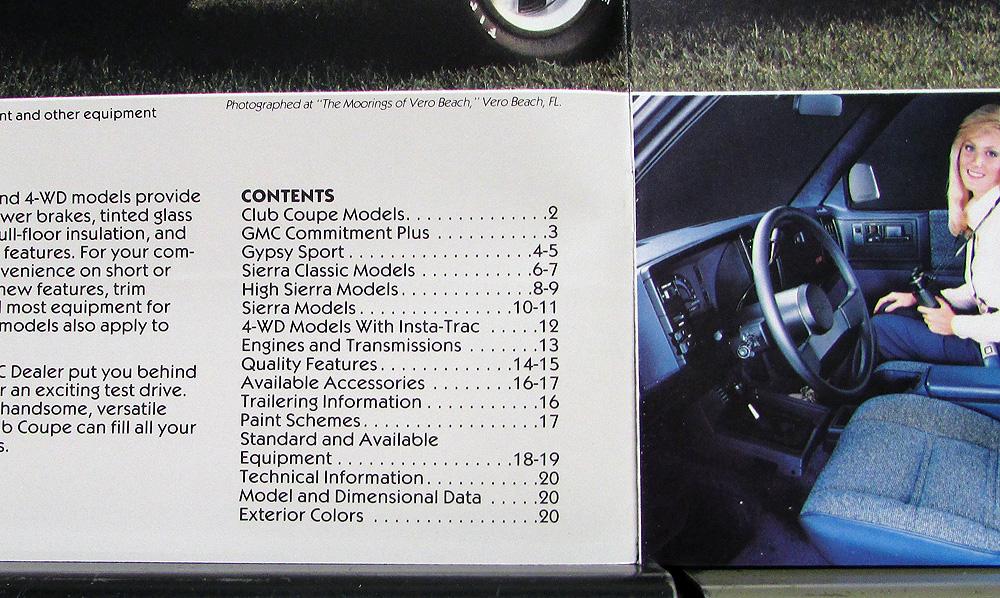 Photographed at "The Moorings of Vero Beach," Vero Beach, FL.
nt and other equipment
nd 4-WD models provide
wer brakes, tinted glass
ull-floor insulation, and
features. For your com-
venience on short or
new features, trim
most equipment for
models also apply to
C Dealer put you behind
r an exciting test drive.
handsome, versatile
b Coupe can fill all your
s.
CONTENTS
Club Coupe Models. . . . . . . . . . . . . .2
GMC Commitment Plus . . . . . . . . . . .3
Gypsy Sport . . . . . . . . . . . . . . . . . .4-5
Sierra Classic Models . . . . . . . . . . .6-7
High Sierra Models. . . . . . . . . . . . .8-9
Sierra Models . . . . . . . . . . . . . . .10-11
4-WD Models With Insta-Trac . . . . .12
Engines and Transmissions . . . . . . .13
Quality Features. . . . . . . . . . . . .14-15
Available Accessories . . . . . . . .16-17
Trailering Information . . . . . . . . . . .16
Paint Schemes. . . . . . . . . . . . . . . . .17
Standard and Available
Equipment . . . . . . . . . . . . . . . . .18-19
Technical Information. . . . . . . . . . .20
Model and Dimensional Data . . . . .20
Exterior Colors . . . . . . . . . . . . . . . .20